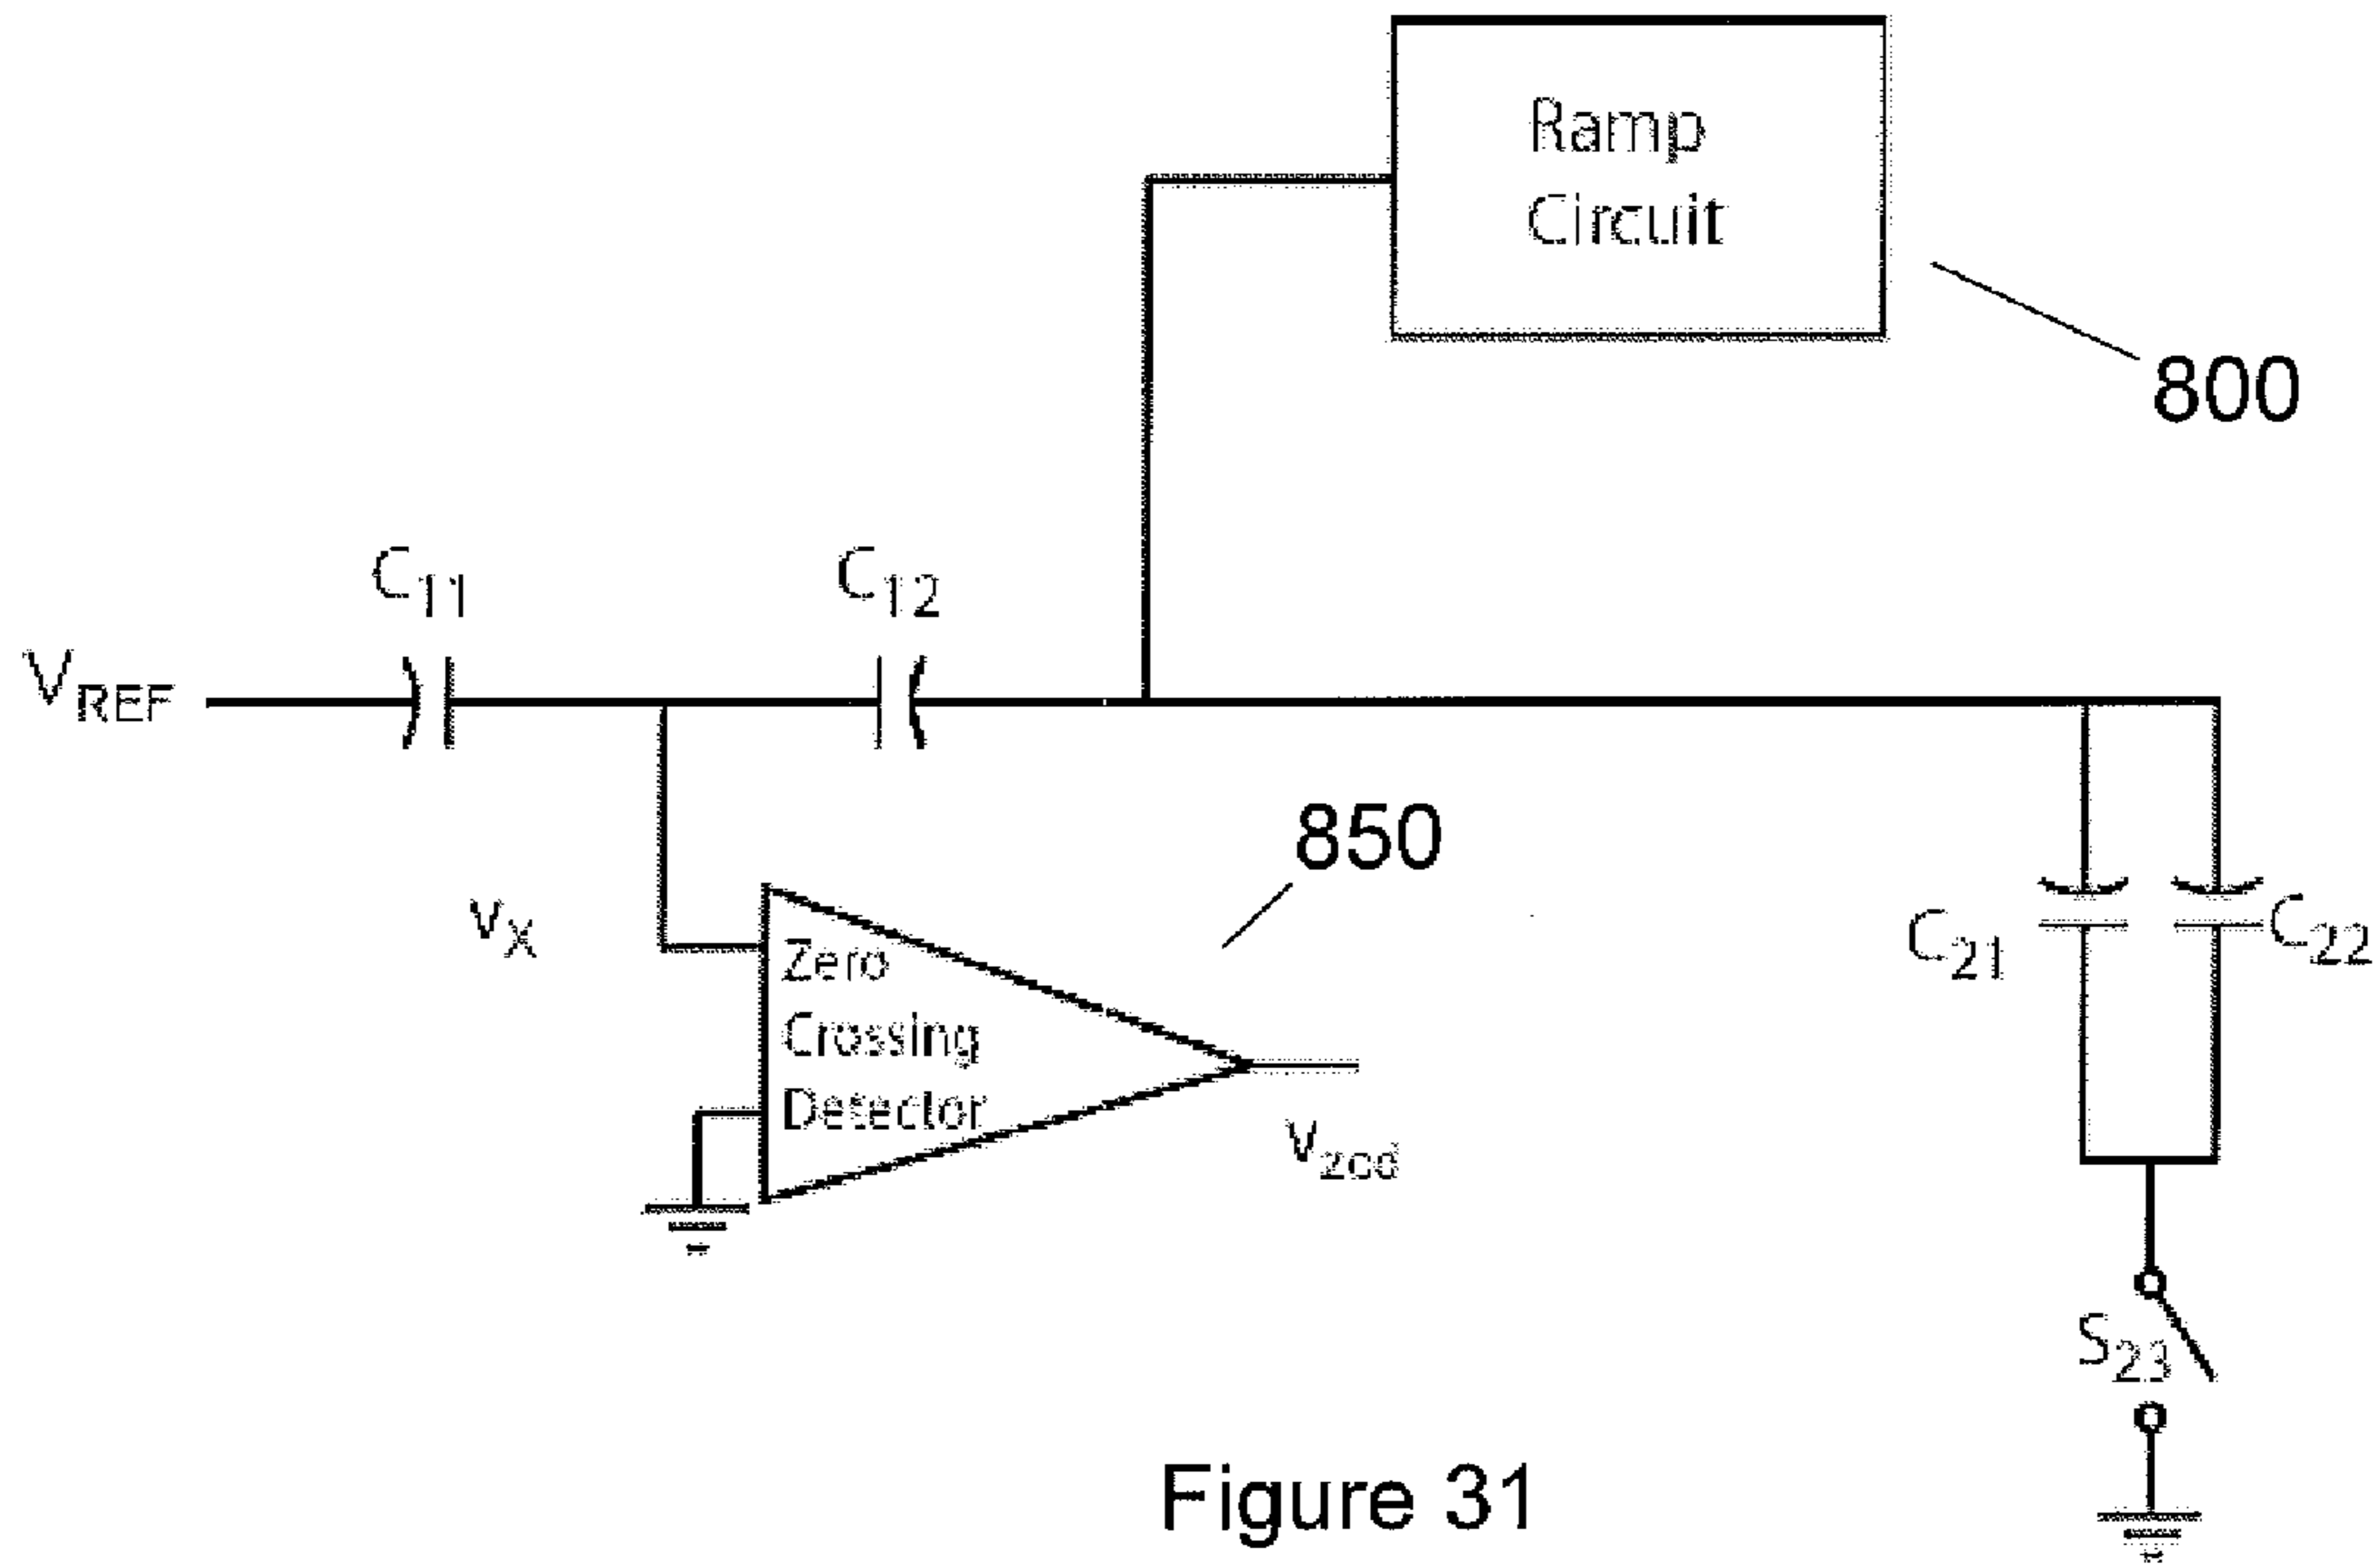 Ramp
Circuit
800
C11
C12
VREF
850
vX
Zero
Crossing
Detector
C21
C22
vzcd
S23
Figure 31